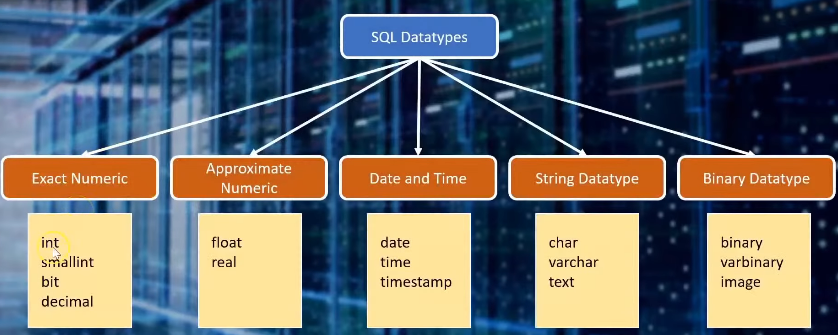 SQL Datatypes
Exact Numeric
Approximate
Numeric
Date and Time
String Datatype
Binary Datatype
int
smallint
bit
decimal
float
real
date
time
timestamp
char
varchar
text
binary
varbinary
image